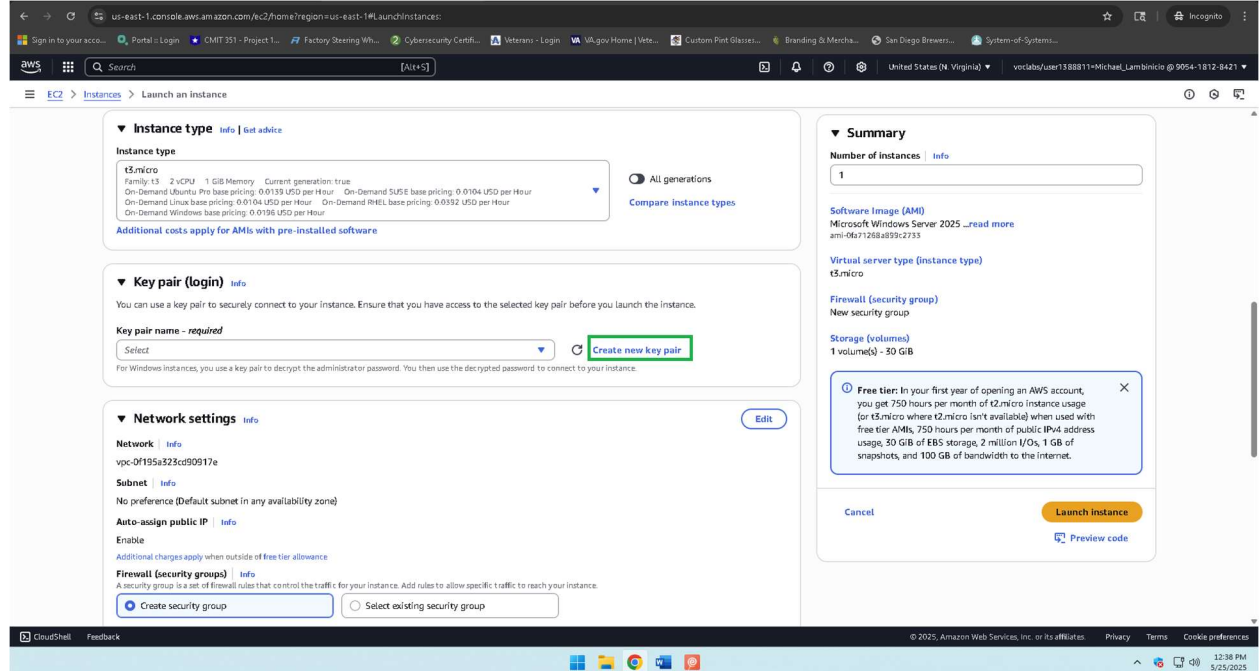 us-east-1.console.aws.amazon.com/ec2/home?region=us-east-1#LaunchInstances:
Incognito
Sign in to your acco...
Portal :: Login
CMIT 351 - Project 1...
Factory Steering Wh...
Cybersecurity Certifi...
Veterans - Login
VA.gov Home | Vete...
Custom Pint Glasses...
Branding & Mercha...
San Diego Brewers...
System-of-Systems...
aws
Search
[Alt+S]
United States (N. Virginia)
voclabs/user1388811=Michael_Lambinicio @ 9054-1812-8421
EC2 > Instances > Launch an instance
Instance type Info | Get advice
Instance type
t3.micro
Family: t3 2 vCPU 1 GiB Memory Current generation: true
On-Demand Ubuntu Pro base pricing: 0.0139 USD per Hour On-Demand SUSE base pricing: 0.0104 USD per Hour
On-Demand Linux base pricing: 0.0104 USD per Hour On-Demand RHEL base pricing: 0.0392 USD per Hour
On-Demand Windows base pricing: 0.0196 USD per Hour
All generations
Compare instance types
Additional costs apply for AMIs with pre-installed software
Key pair (login) Info
You can use a key pair to securely connect to your instance. Ensure that you have access to the selected key pair before you launch the instance.
Key pair name - required
Select
Create new key pair
For Windows instances, you use a key pair to decrypt the administrator password. You then use the decrypted password to connect to your instance.
Network settings Info
Edit
Network Info
vpc-0f195a323cd90917e
Subnet Info
No preference (Default subnet in any availability zone)
Auto-assign public IP Info
Enable
Additional charges apply when outside of free tier allowance
Firewall (security groups) Info
A security group is a set of firewall rules that control the traffic for your instance. Add rules to allow specific traffic to reach your instance.
Create security group
Select existing security group
Summary
Number of instances Info
1
Software Image (AMI)
Microsoft Windows Server 2025 ...read more
ami-0fa71268a899c2733
Virtual server type (instance type)
t3.micro
Firewall (security group)
New security group
Storage (volumes)
1 volume(s) - 30 GiB
Free tier: In your first year of opening an AWS account,
you get 750 hours per month of t2.micro instance usage
(or t3.micro where t2.micro isn't available) when used with
free tier AMIs, 750 hours per month of public IPv4 address
usage, 30 GiB of EBS storage, 2 million I/Os, 1 GB of
snapshots, and 100 GB of bandwidth to the internet.
Cancel
Launch instance
Preview code
CloudShell Feedback
© 2025, Amazon Web Services, Inc. or its affiliates. Privacy Terms Cookie preferences
12:38 PM
5/25/2025